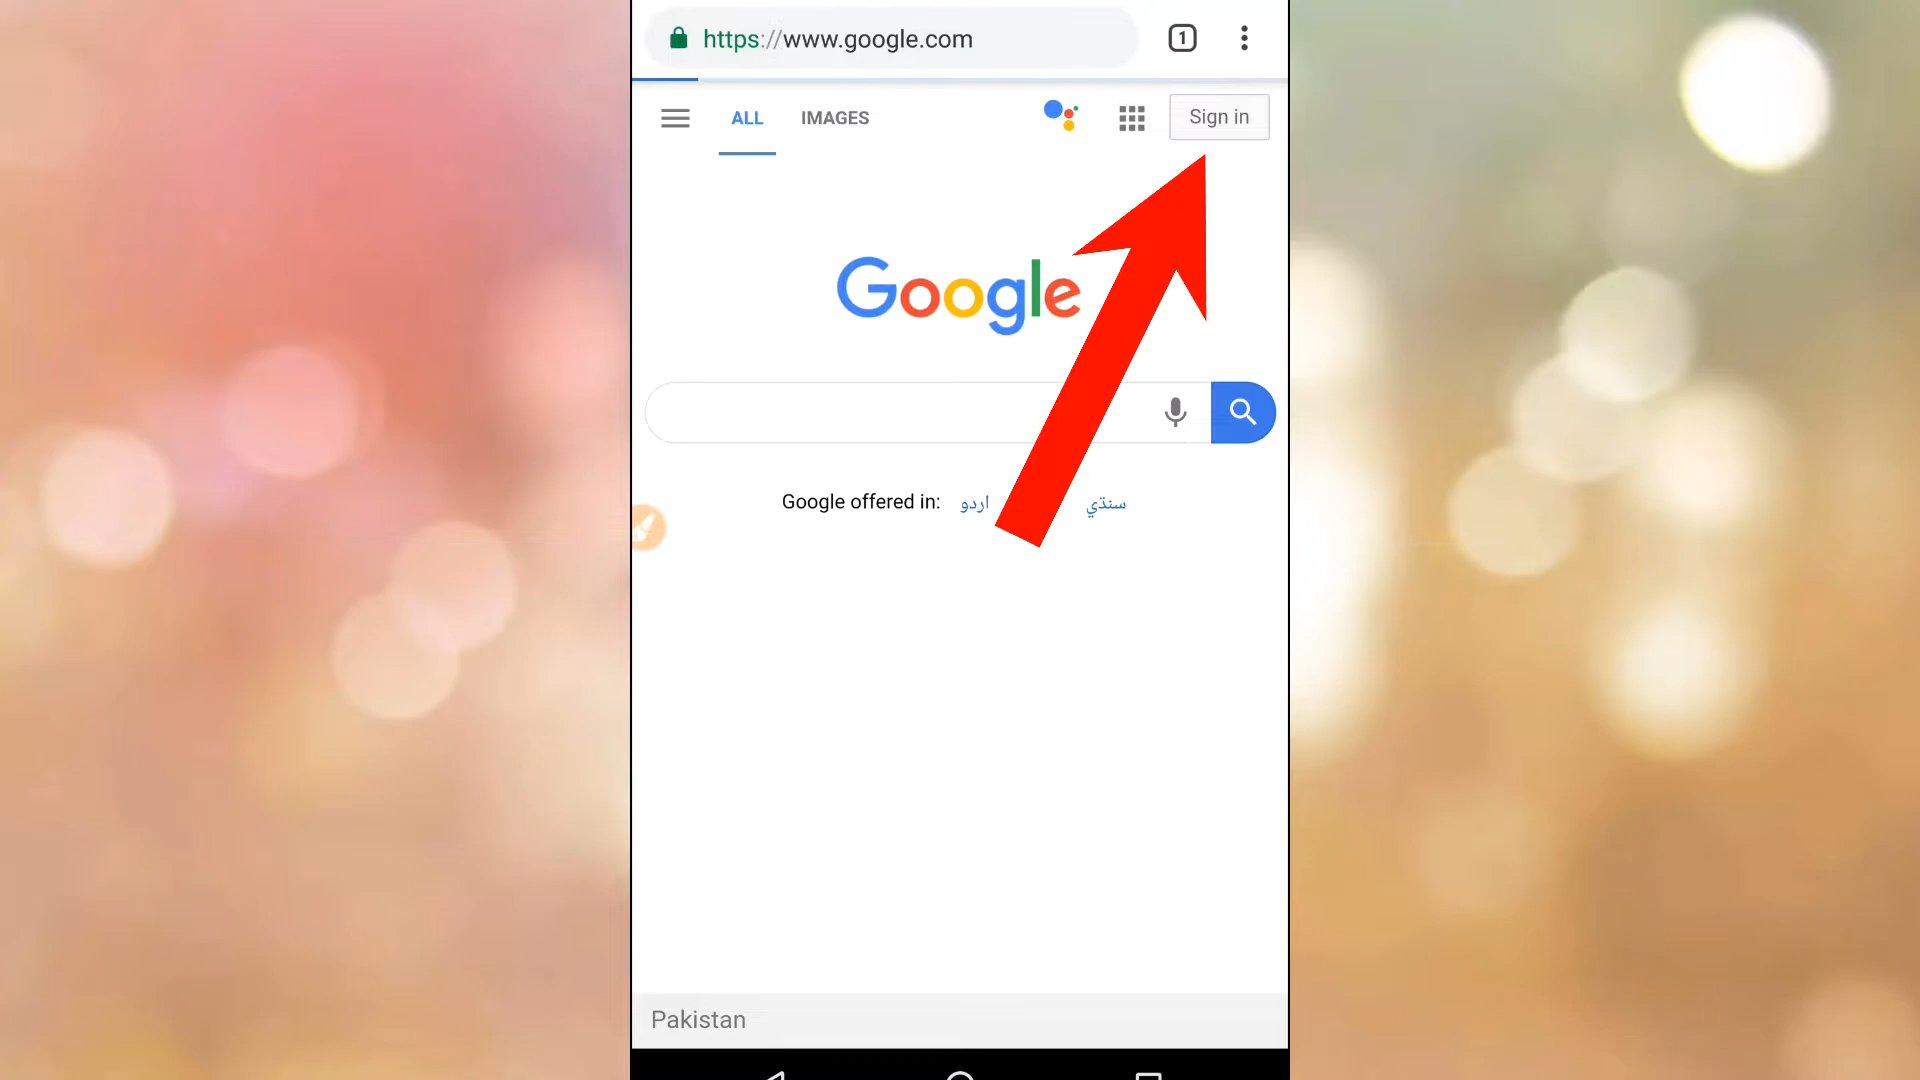 https://www.google.com 1
ALL IMAGES Sign in
Google
Google offered in: اردو سنڌي
Pakistan